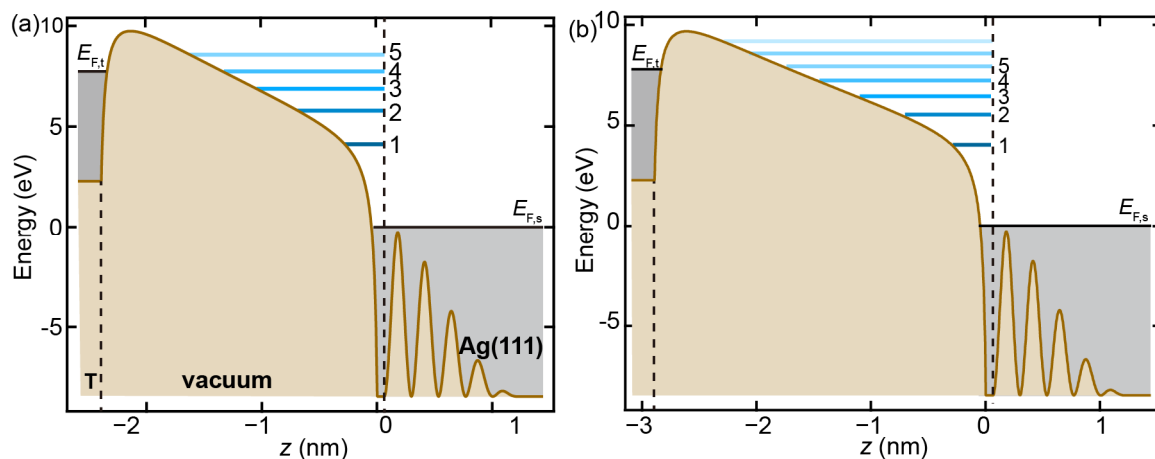 (a)
10
5
0
−5
Energy (eV)
E_F,t
5
4
3
2
1
E_F,s
Ag(111)
T
vacuum
−2
−1
0
1
z (nm)
(b)
10
5
0
-5
Energy (eV)
E_F,t
5
4
3
2
1
E_F,s
−3
−2
−1
0
1
z (nm)